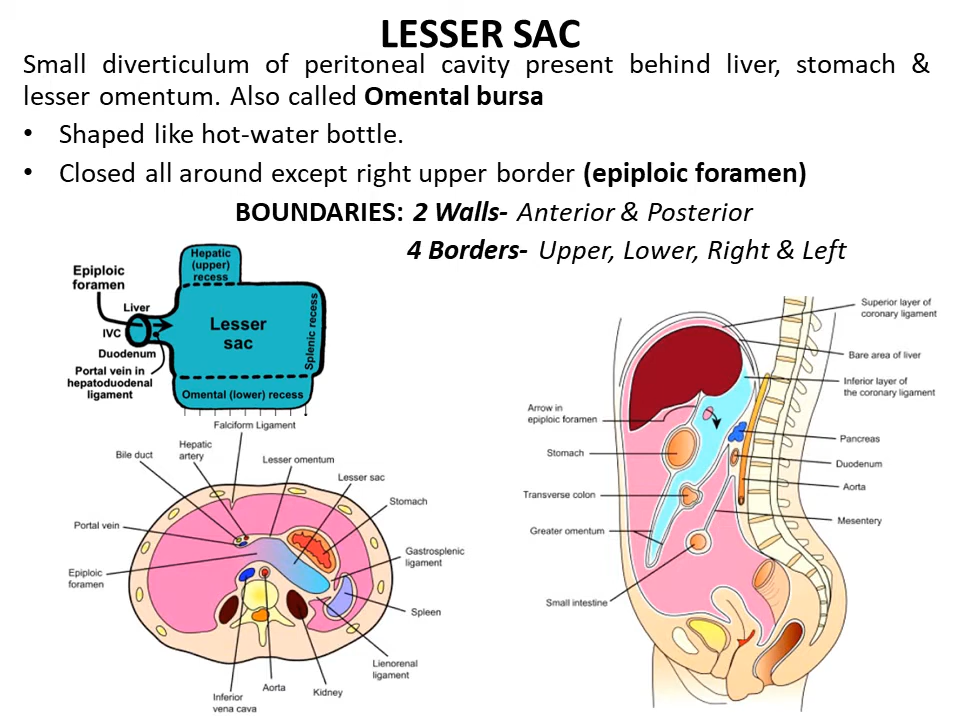 LESSER SAC
Small diverticulum of peritoneal cavity present behind liver, stomach &
lesser omentum. Also called Omental bursa
• Shaped like hot-water bottle.
• Closed all around except right upper border (epiploic foramen)
BOUNDARIES: 2 Walls- Anterior & Posterior
4 Borders- Upper, Lower, Right & Left
Hepatic
(upper)
recess
Epiploic
foramen
Liver
IVC
Lesser
sac
Splenic recess
Duodenum
Portal vein in
hepatoduodenal
ligament
Omental (lower) recess
Falciform Ligament
Hepatic
artery
Bile duct
Lesser omentum
Lesser sac
Stomach
Portal vein
Gastrosplenic
ligament
Epiploic
foramen
Spleen
Lienorenal
ligament
Kidney
Aorta
Inferior
vena cava
Superior layer of
coronary ligament
Bare area of liver
Inferior layer of
the coronary ligament
Arrow in
epiploic foramen
Pancreas
Stomach
Duodenum
Aorta
Transverse colon
Mesentery
Greater omentum
Small intestine